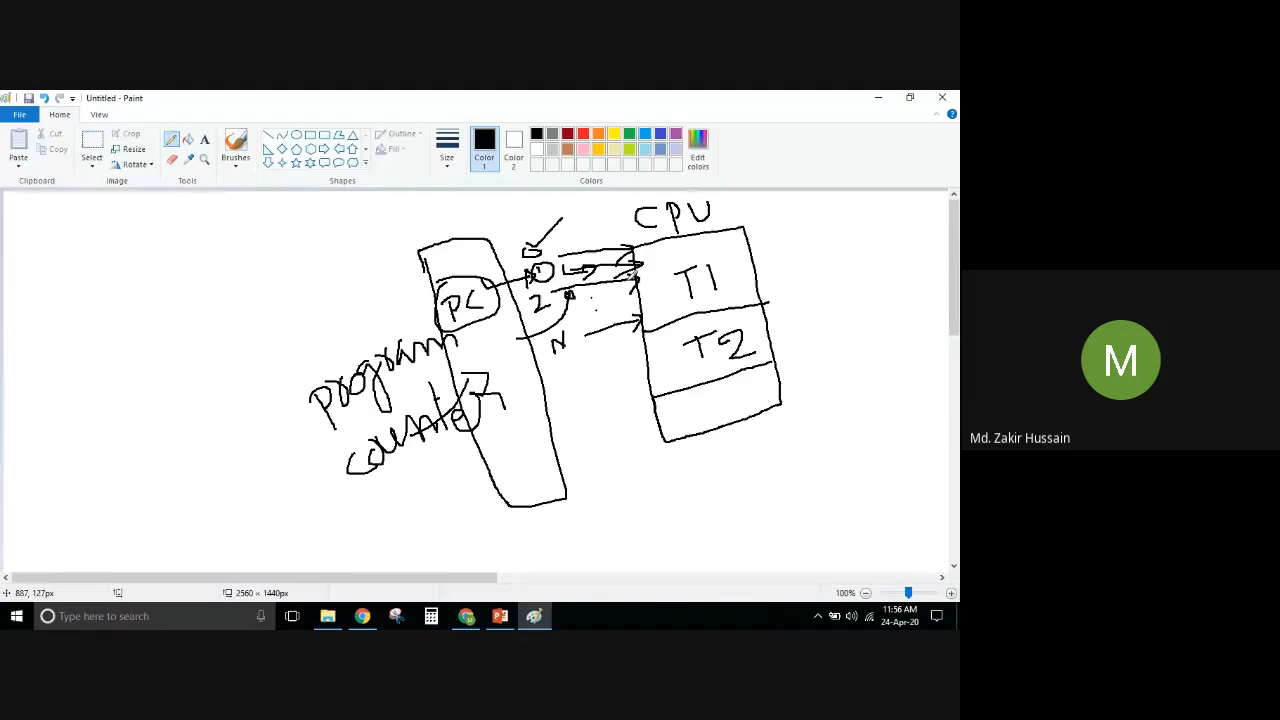 Untitled - Paint
File
Home
View
Paste
Cut
Copy
Clipboard
Select
Crop
Resize
Rotate
Image
Tools
Brushes
Shapes
Outline
Fill
Size
Color 1
Color 2
Edit colors
Colors
CPU
T1
PC
2
T2
N
program
counter
887, 127px
2560 × 1440px
100%
Type here to search
11:56 AM
24-Apr-20
M
Md. Zakir Hussain